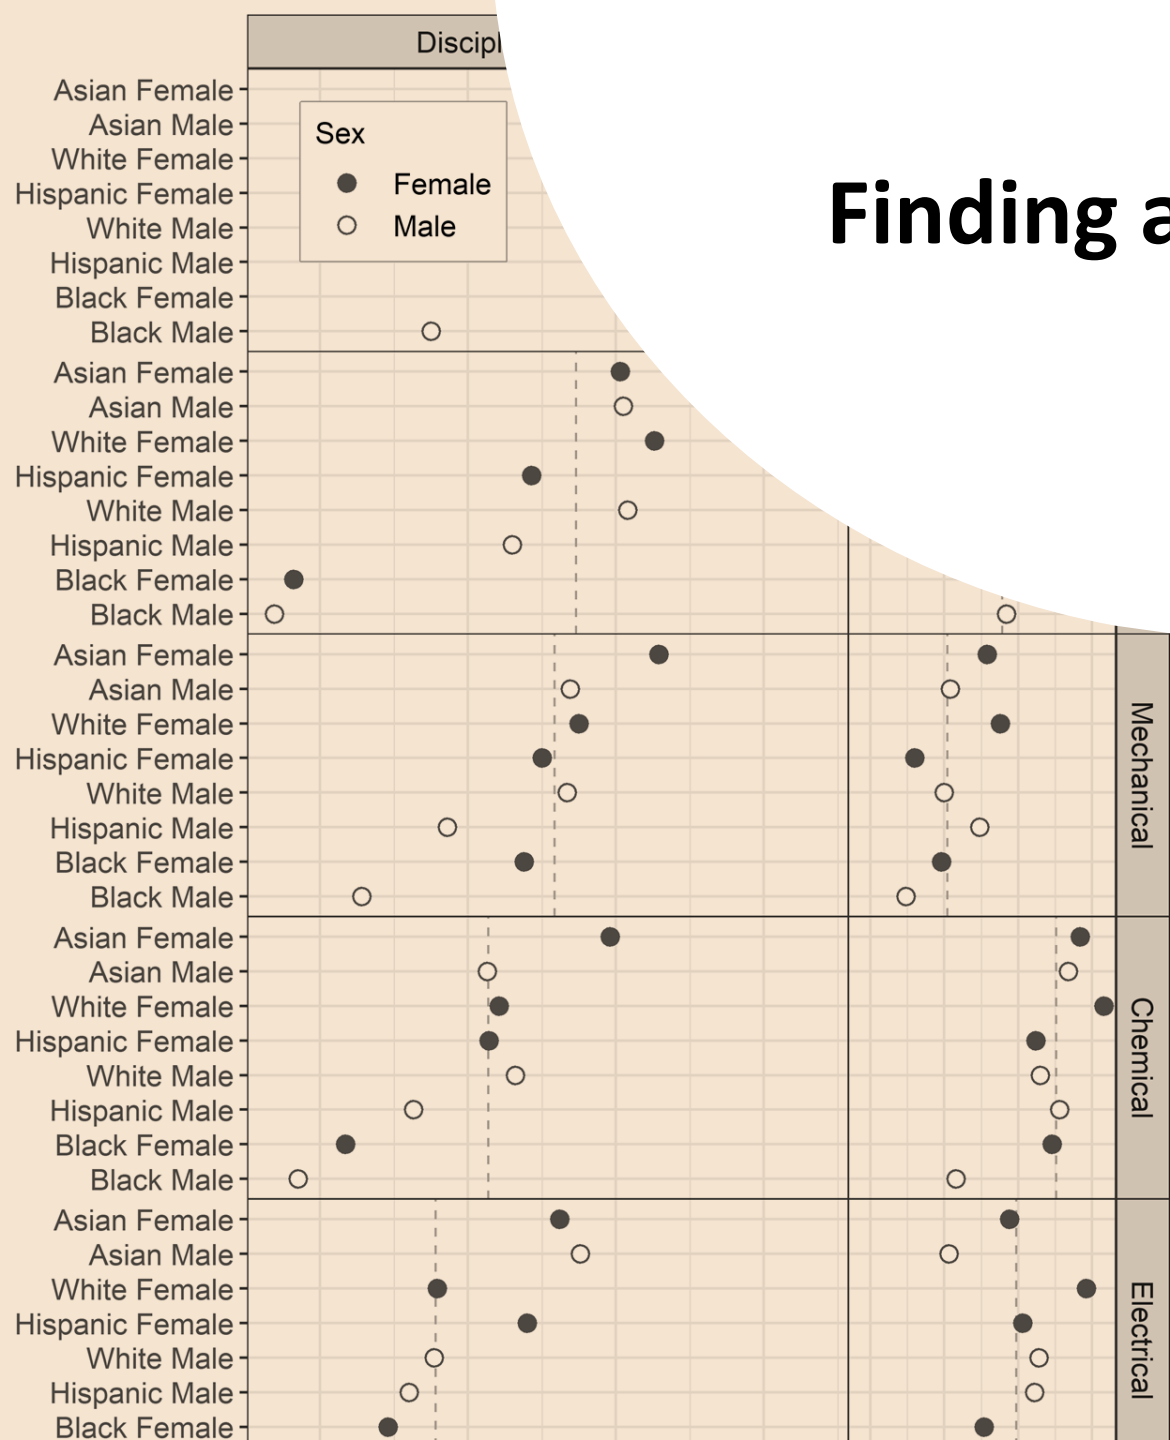 Discipl
Finding a
Asian Female
Asian Male
White Female
Hispanic Female
White Male
Hispanic Male
Black Female
Black Male
Sex
Female
Male
Asian Female
Asian Male
White Female
Hispanic Female
White Male
Hispanic Male
Black Female
Black Male
Asian Female
Asian Male
White Female
Hispanic Female
White Male
Hispanic Male
Black Female
Black Male
Mechanical
Asian Female
Asian Male
White Female
Hispanic Female
White Male
Hispanic Male
Black Female
Black Male
Chemical
Asian Female
Asian Male
White Female
Hispanic Female
White Male
Hispanic Male
Black Female
Electrical